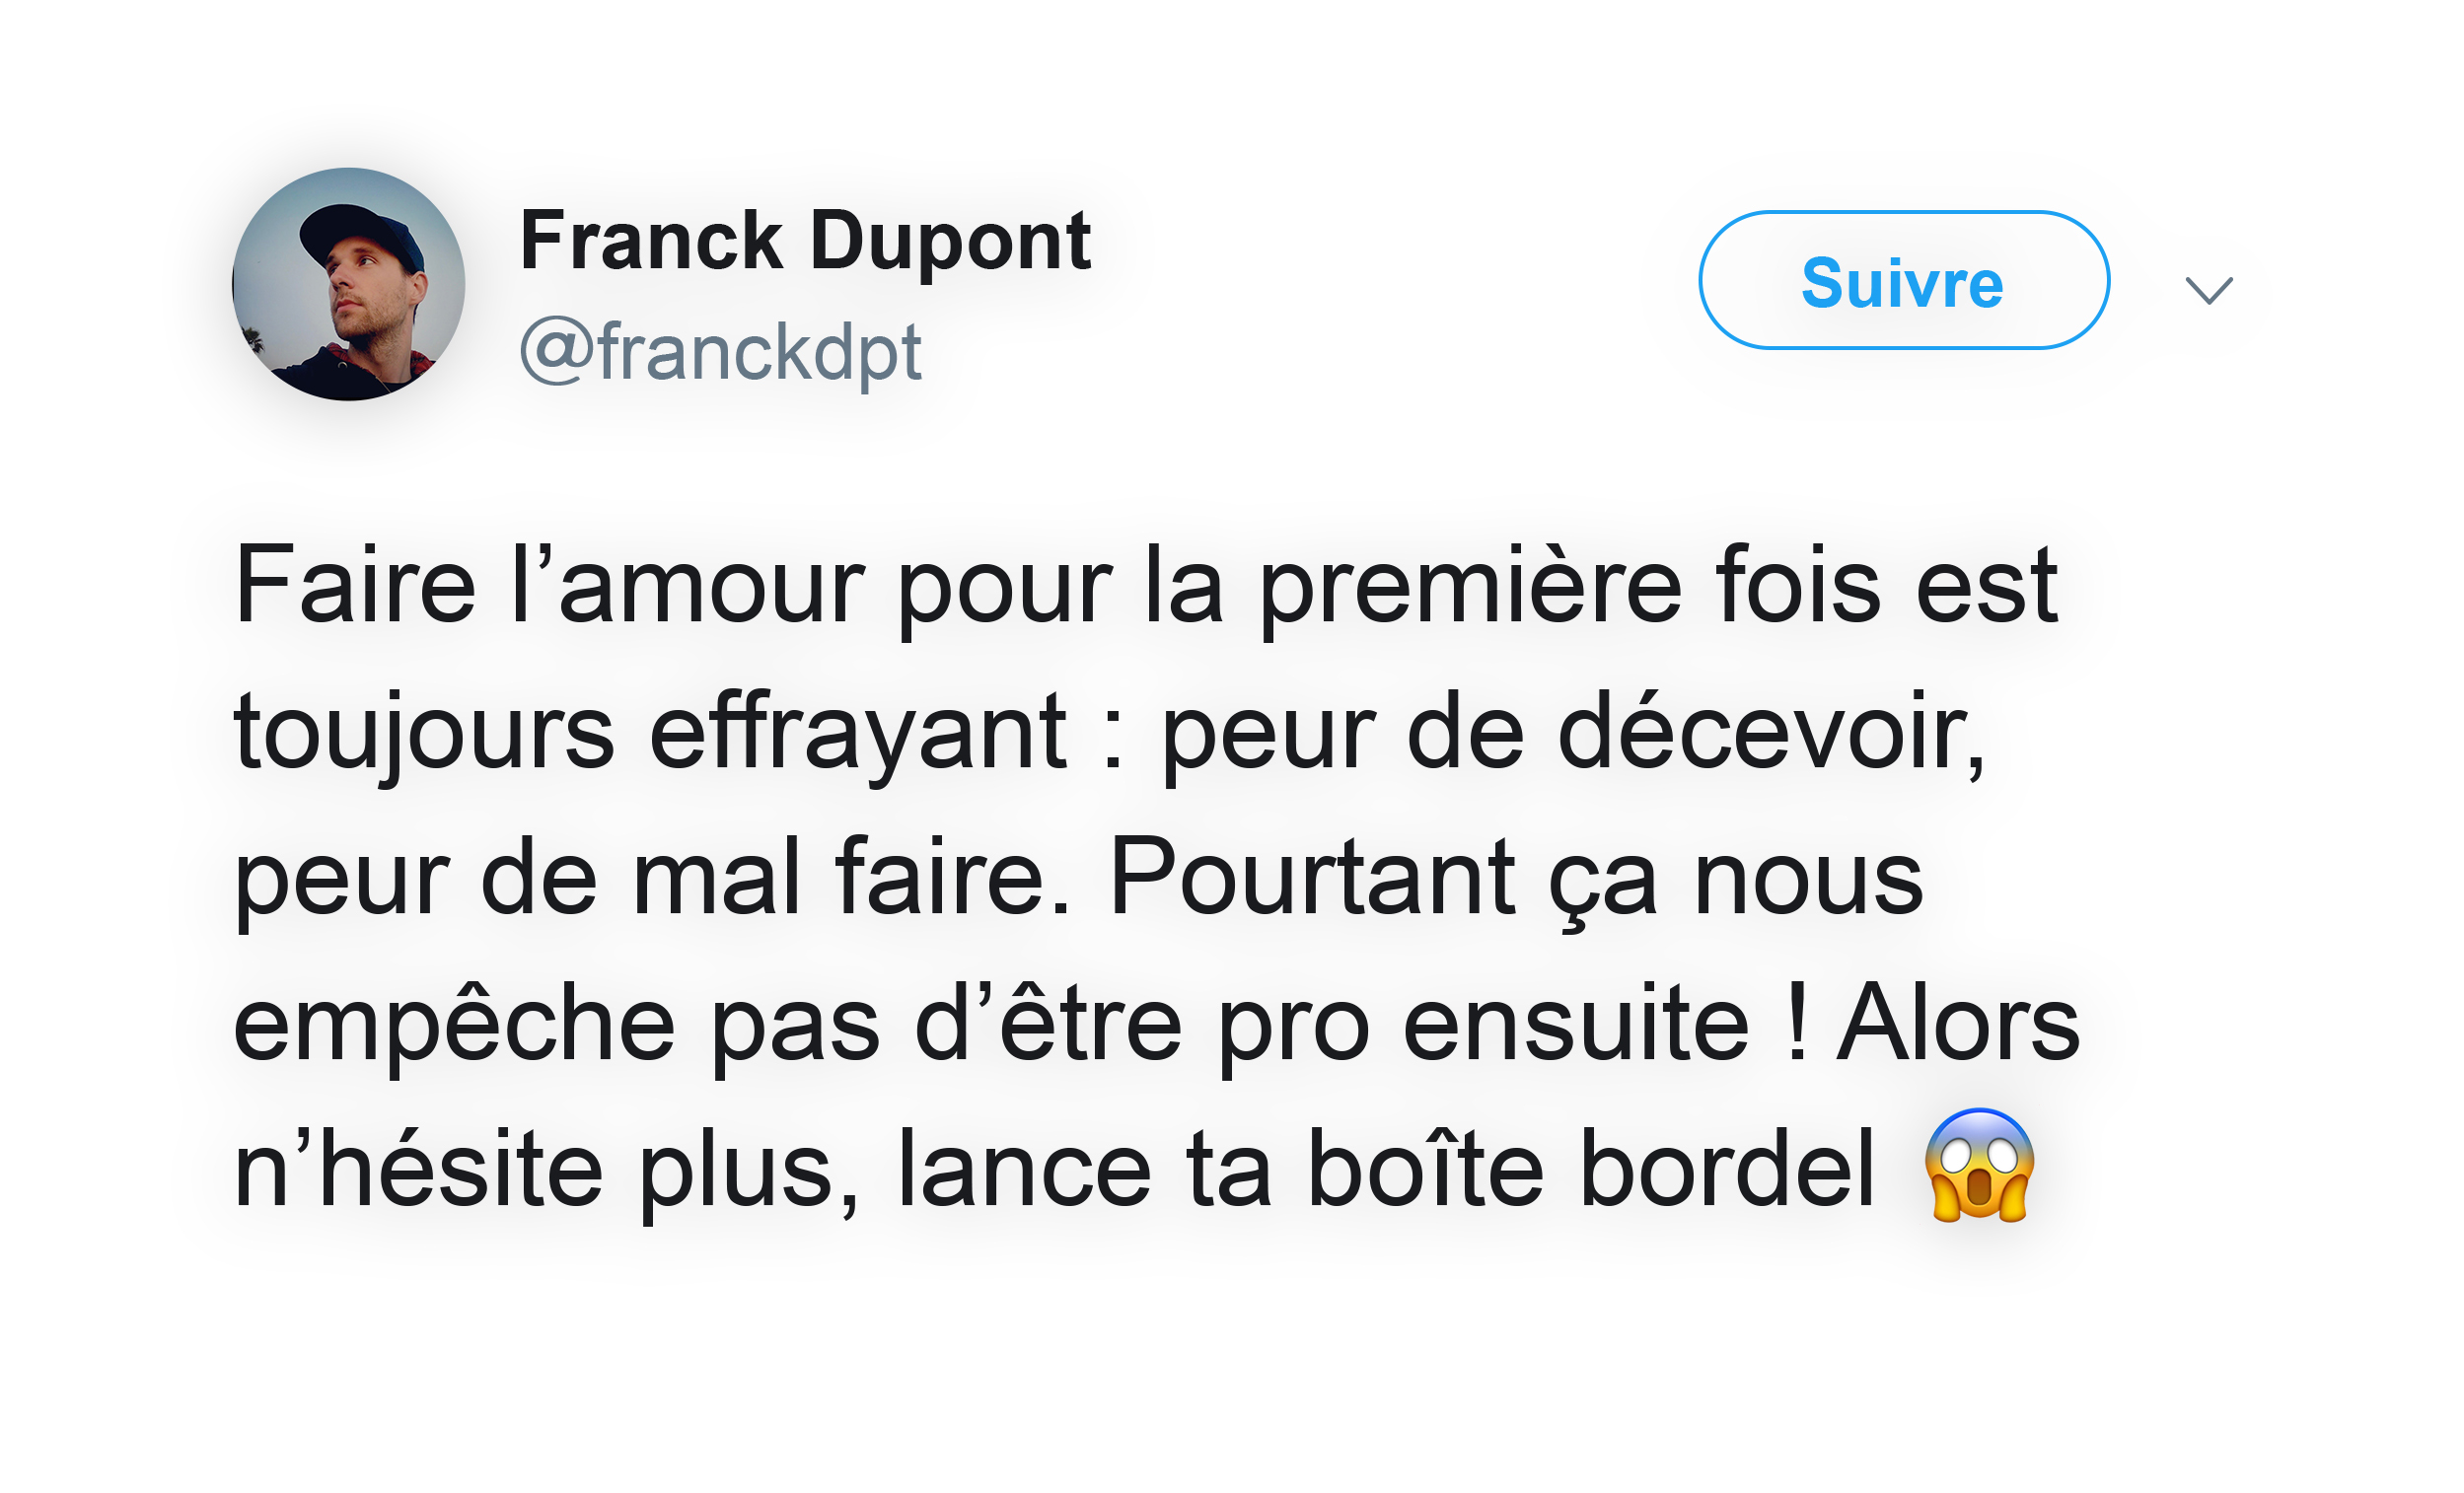 Franck Dupont
@franckdpt
Suivre
Faire l’amour pour la première fois est
toujours effrayant : peur de décevoir,
peur de mal faire. Pourtant ça nous
empêche pas d’être pro ensuite ! Alors
n’hésite plus, lance ta boîte bordel 😱